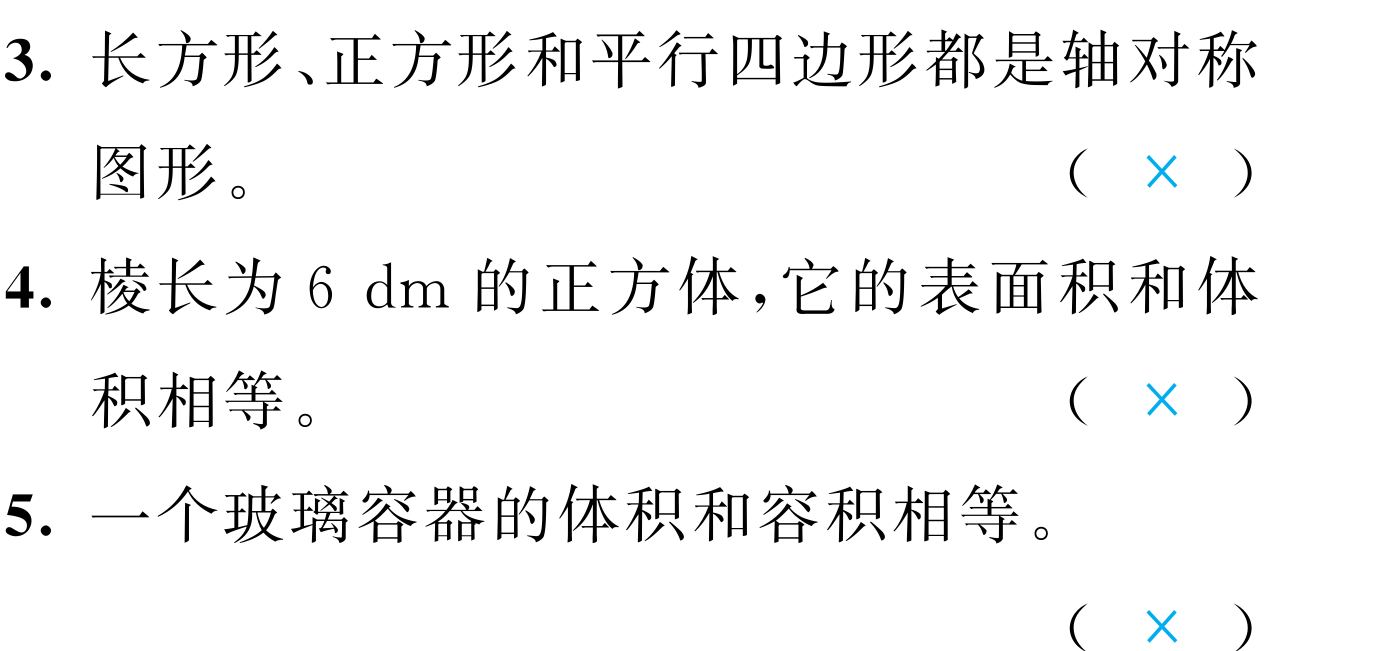 3. 长方形、正方形和平行四边形都是轴对称
图形。 ( × )
4. 棱长为 6 dm 的正方体,它的表面积和体
积相等。 ( × )
5. 一个玻璃容器的体积和容积相等。
( × )